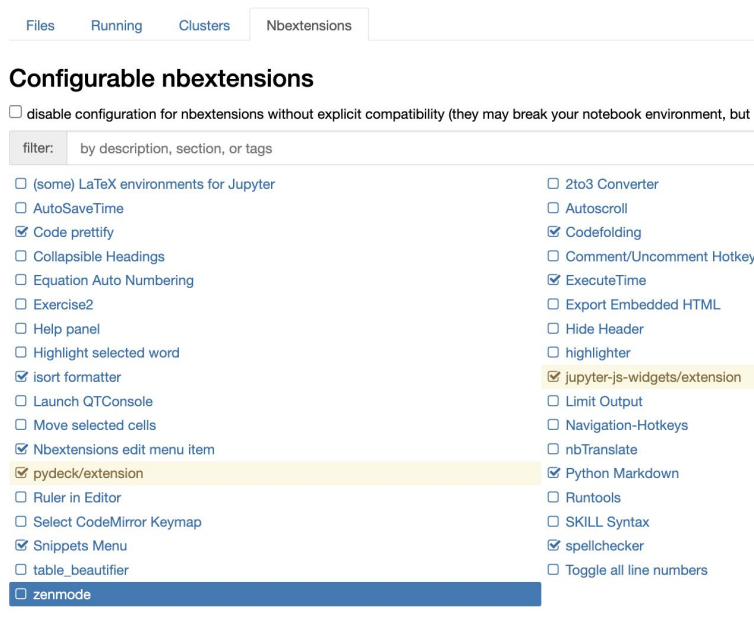 Files Running Clusters Nbextensions
Configurable nbextensions
disable configuration for nbextensions without explicit compatibility (they may break your notebook environment, but
filter: by description, section, or tags
(some) LaTeX environments for Jupyter 2to3 Converter
AutoSaveTime Autoscroll
Code prettify Codefolding
Collapsible Headings Comment/Uncomment Hotkey
Equation Auto Numbering ExecuteTime
Exercise2 Export Embedded HTML
Help panel Hide Header
Highlight selected word highlighter
isort formatter jupyter-js-widgets/extension
Launch QTConsole Limit Output
Move selected cells Navigation-Hotkeys
Nbextensions edit menu item nbTranslate
pydeck/extension Python Markdown
Ruler in Editor Runtools
Select CodeMirror Keymap SKILL Syntax
Snippets Menu spellchecker
table_beautifier Toggle all line numbers
zenmode